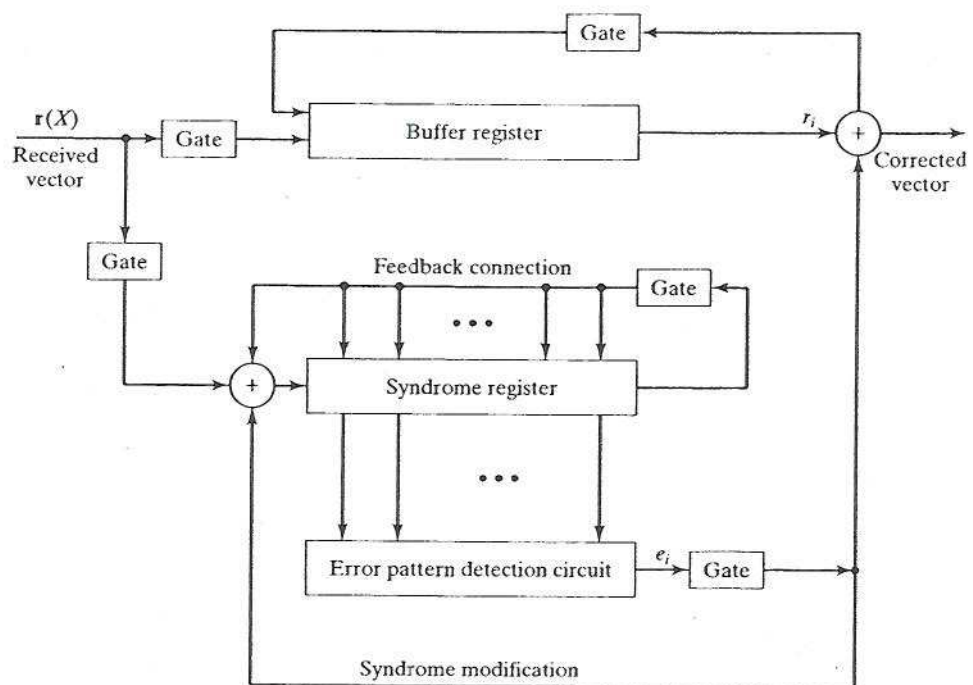 Gate
r(X)
Received
vector
Gate
Buffer register
r_i
+
Corrected
vector
Gate
Feedback connection
Gate
+
Syndrome register
Error pattern detection circuit
e_i
Gate
Syndrome modification